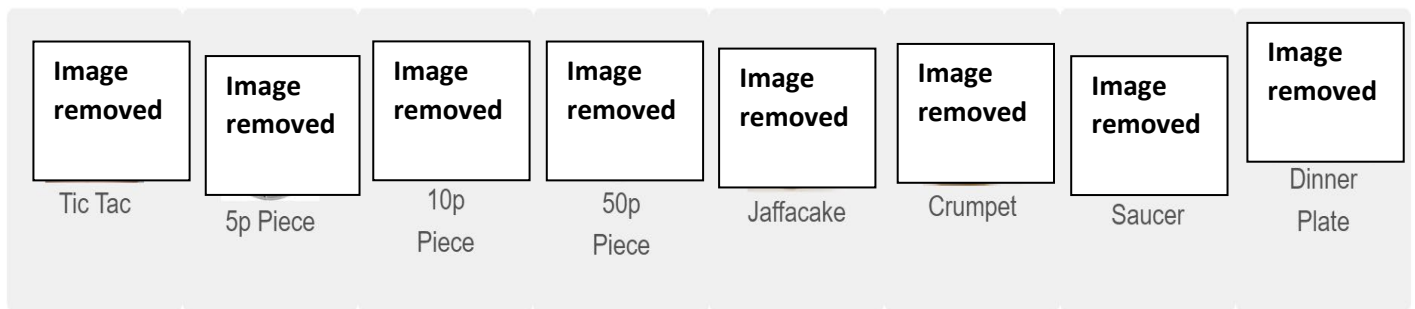 Image
removed
Tic Tac
Image
removed
5p Piece
Image
removed
10p
Piece
Image
removed
50p
Piece
Image
removed
Jaffacake
Image
removed
Crumpet
Image
removed
Saucer
Image
removed
Dinner
Plate